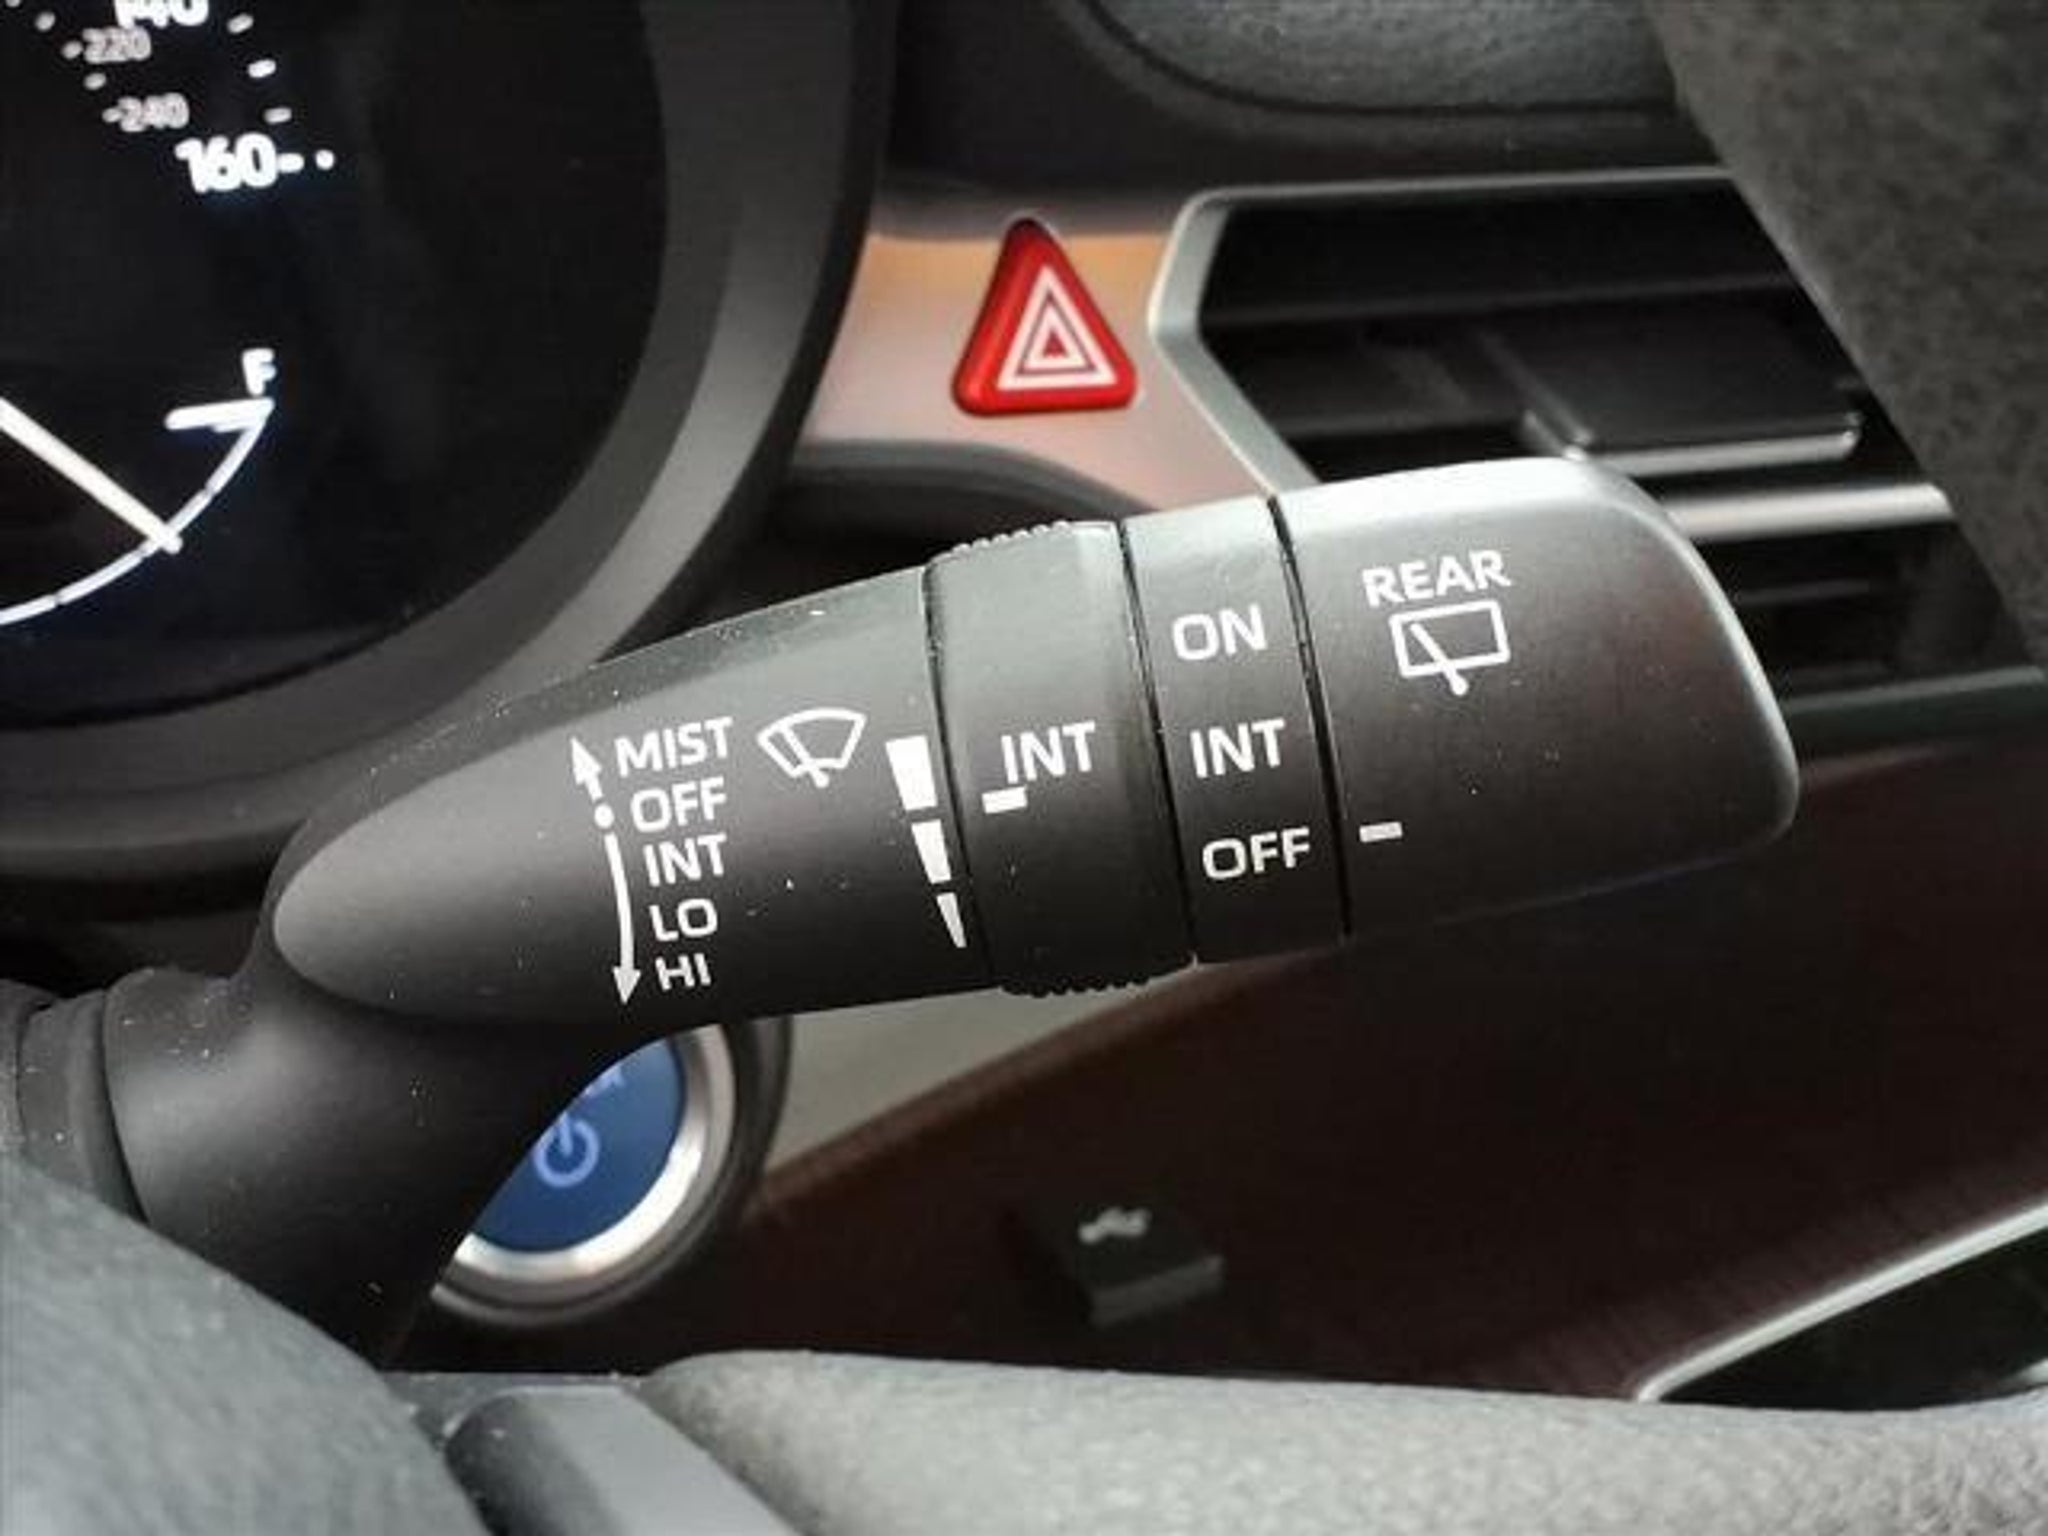 140
220
240
160
F
MIST
OFF
INT
LO
HI
INT
ON
INT
OFF
REAR